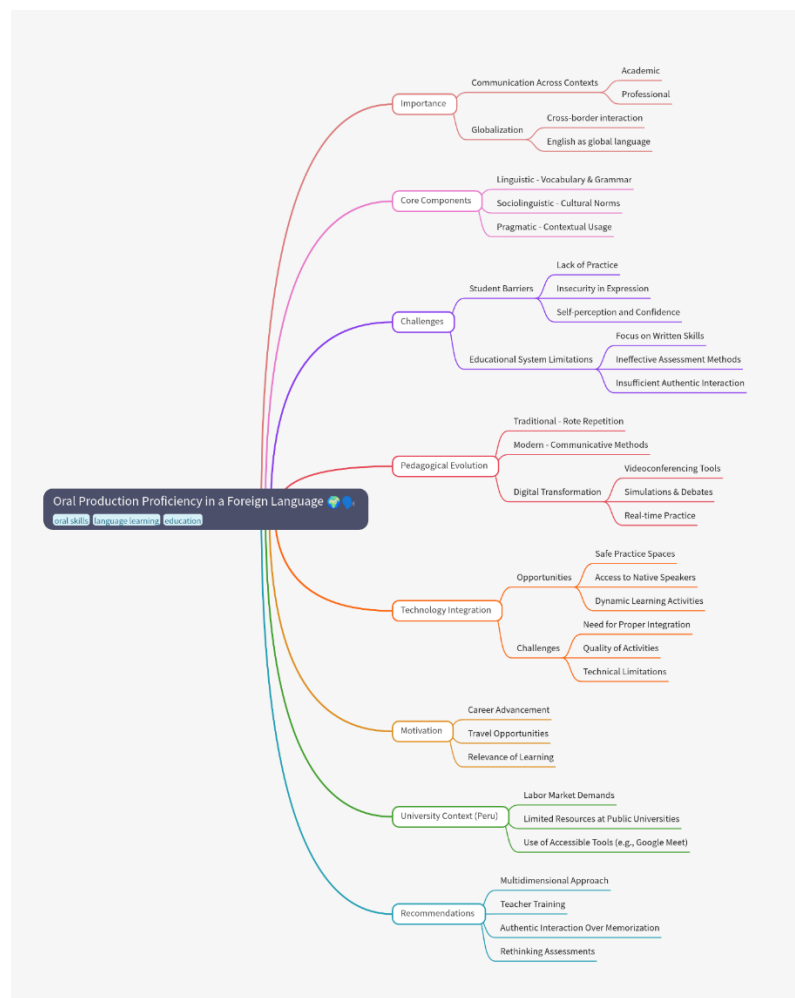 Oral Production Proficiency in a Foreign Language 🌍🗣️
oral skills language learning education
Importance
Communication Across Contexts
Academic
Professional
Globalization
Cross-border interaction
English as global language
Core Components
Linguistic - Vocabulary & Grammar
Sociolinguistic - Cultural Norms
Pragmatic - Contextual Usage
Challenges
Student Barriers
Lack of Practice
Insecurity in Expression
Self-perception and Confidence
Educational System Limitations
Focus on Written Skills
Ineffective Assessment Methods
Insufficient Authentic Interaction
Pedagogical Evolution
Traditional - Rote Repetition
Modern - Communicative Methods
Digital Transformation
Videoconferencing Tools
Simulations & Debates
Real-time Practice
Technology Integration
Opportunities
Safe Practice Spaces
Access to Native Speakers
Dynamic Learning Activities
Challenges
Need for Proper Integration
Quality of Activities
Technical Limitations
Motivation
Career Advancement
Travel Opportunities
Relevance of Learning
University Context (Peru)
Labor Market Demands
Limited Resources at Public Universities
Use of Accessible Tools (e.g., Google Meet)
Recommendations
Multidimensional Approach
Teacher Training
Authentic Interaction Over Memorization
Rethinking Assessments